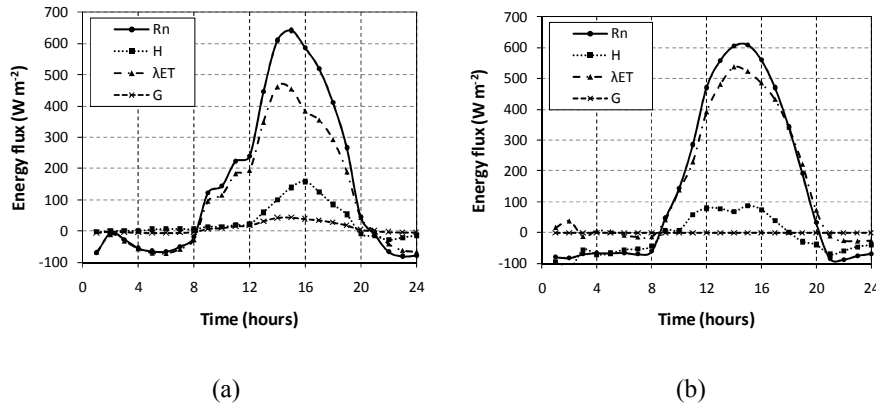 700
600
500
400
300
200
100
0
-100
Energy flux (W m-2)
Rn
H
λET
G
0 4 8 12 16 20 24
Time (hours)
(a)
700
600
500
400
300
200
100
0
-100
Energy flux (W m-2)
Rn
H
λET
G
0 4 8 12 16 20 24
Time (hours)
(b)